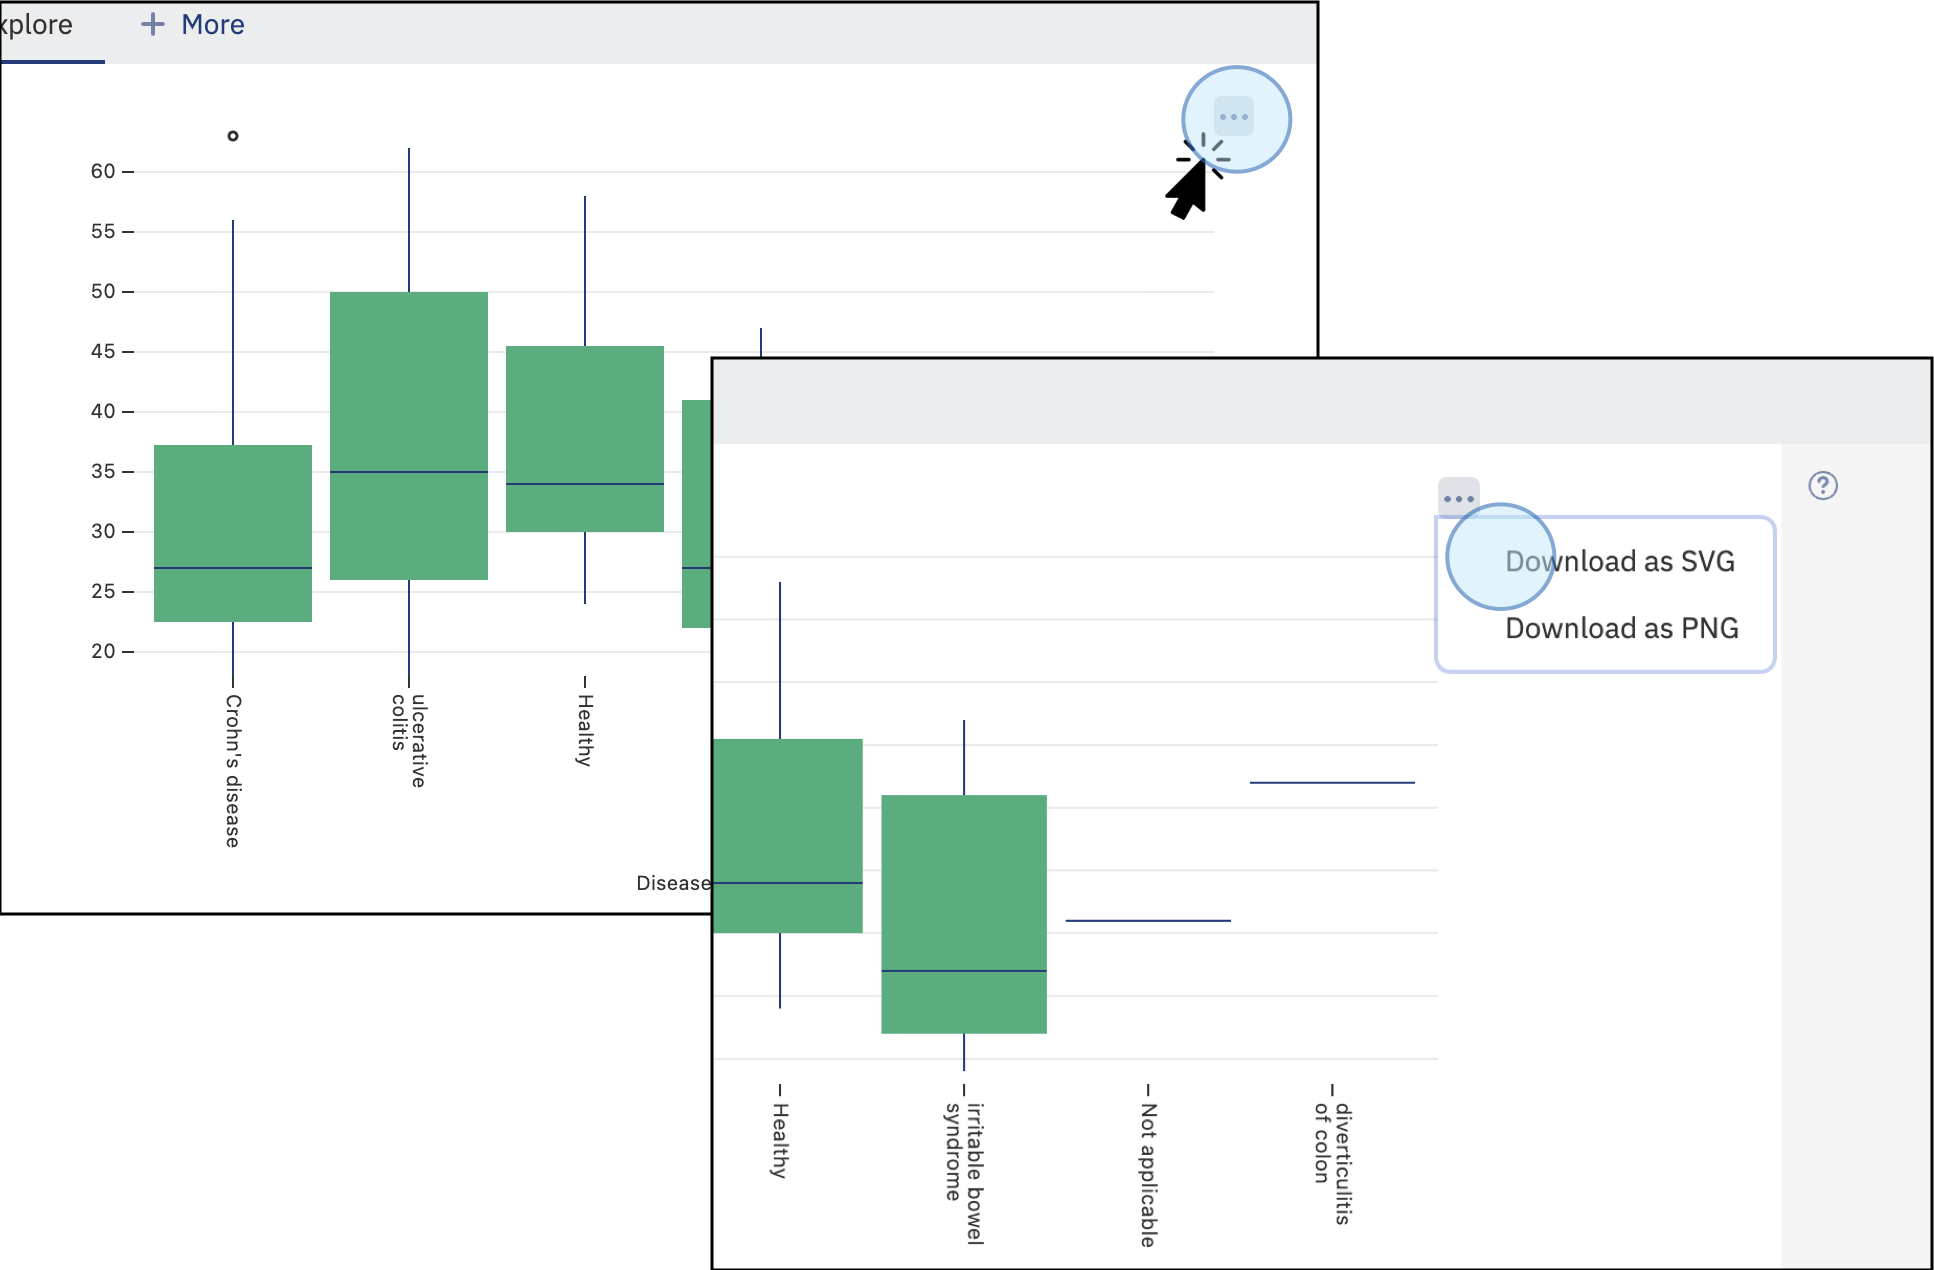 xplore
+ More
60
55
50
45
40
35
30
25
20
Crohn's disease
ulcerative
colitis
Healthy
Disease
?
Download as SVG
Download as PNG
Healthy
irritable bowel
syndrome
Not applicable
diverticulitis
of colon